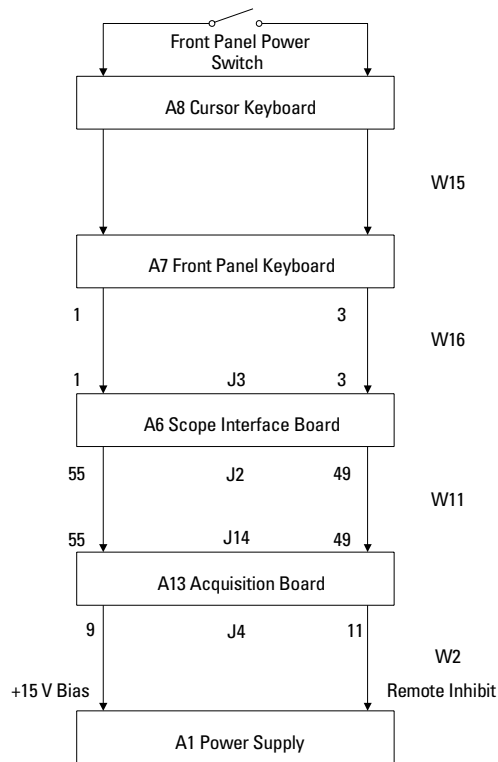 Front Panel Power
Switch
A8 Cursor Keyboard
W15
A7 Front Panel Keyboard
1 3
W16
1 J3 3
A6 Scope Interface Board
55 J2 49
W11
55 J14 49
A13 Acquisition Board
9 J4 11
W2
+15 V Bias Remote Inhibit
A1 Power Supply